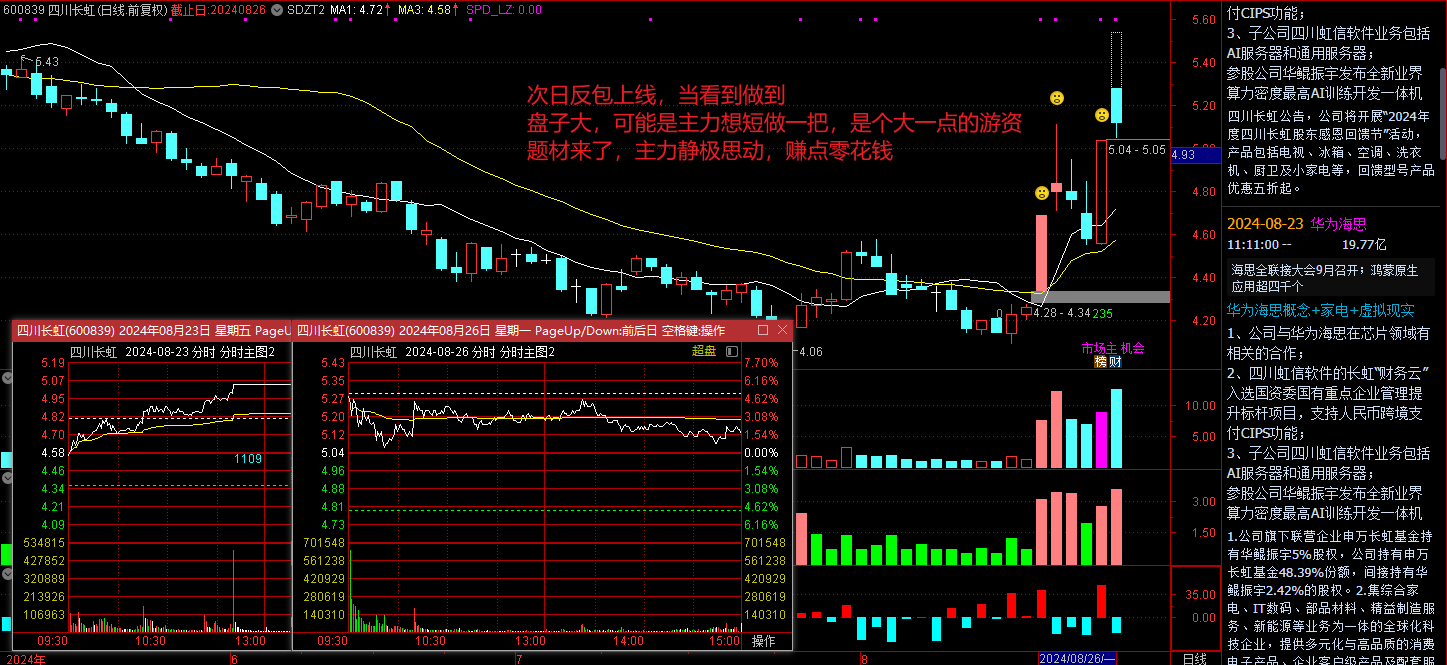 600839 四川长虹(日线.前复权) 截止日:20240826 SDZT2 MA1: 4.72↑ MA3: 4.58↑ SPD_LZ: 0.00
5.43
次日反包上线，当看到做到
盘子大，可能是主力想短做一把，是个大一点的游资
题材来了，主力静极思动，赚点零花钱
5.04 - 5.05
4.28 - 4.34
235
0
4.06
市场主 机会
榜 财
5.60
5.40
5.20
5.00
4.93
4.80
4.60
4.40
4.20
10.00
5.00
3.00
1.50
35.00
0.00
四川长虹(600839) 2024年08月23日 星期五 PageU
四川长虹 2024-08-23 分时 分时主图2
5.19
5.07
4.95
4.82
4.70
4.58
4.46
4.34
4.21
4.09
534815
427852
320889
213926
106963
1109
09:30 10:30 13:00
四川长虹(600839) 2024年08月26日 星期一 PageUp/Down:前后日 空格键:操作
四川长虹 2024-08-26 分时 分时主图2 超盘
5.43 7.70%
5.35 6.16%
5.27 4.62%
5.20 3.08%
5.12 1.54%
5.04 0.00%
4.96 1.54%
4.88 3.08%
4.81 4.62%
4.73 6.16%
701548 701548
561238 561238
420929 420929
280619 280619
140310 140310
09:30 10:30 13:00 14:00 15:00 操作
2024年 6 7 8 2024/08/26/一 日线
付CIPS功能；
3、子公司四川虹信软件业务包括
AI服务器和通用服务器；
参股公司华鲲振宇发布全新业界
算力密度最高AI训练开发一体机
四川长虹公告，公司将开展“2024年
度四川长虹股东感恩回馈节”活动，
产品包括电视、冰箱、空调、洗衣
机、厨卫及小家电等，回馈型号产品
优惠五折起。
2024-08-23 华为海思
11:11:00 -- 19.77亿
海思全联接大会9月召开；鸿蒙原生
应用超四千个
华为海思概念+家电+虚拟现实
1、公司与华为海思在芯片领域有
相关的合作；
2、四川虹信软件的长虹“财务云”
入选国资委国有重点企业管理提
升标杆项目，支持人民币跨境支
付CIPS功能；
3、子公司四川虹信软件业务包括
AI服务器和通用服务器；
参股公司华鲲振宇发布全新业界
算力密度最高AI训练开发一体机
1.公司旗下联营企业申万长虹基金持
有华鲲振宇5%股权，公司持有申万
长虹基金48.39%份额，间接持有华
鲲振宇2.42%的股权。2.集综合家
电、IT数码、部品材料、精益制造服
务、新能源等业务为一体的全球化科
技企业，提供多元化与高品质的消费
电子产品、企业客户级产品及配套服